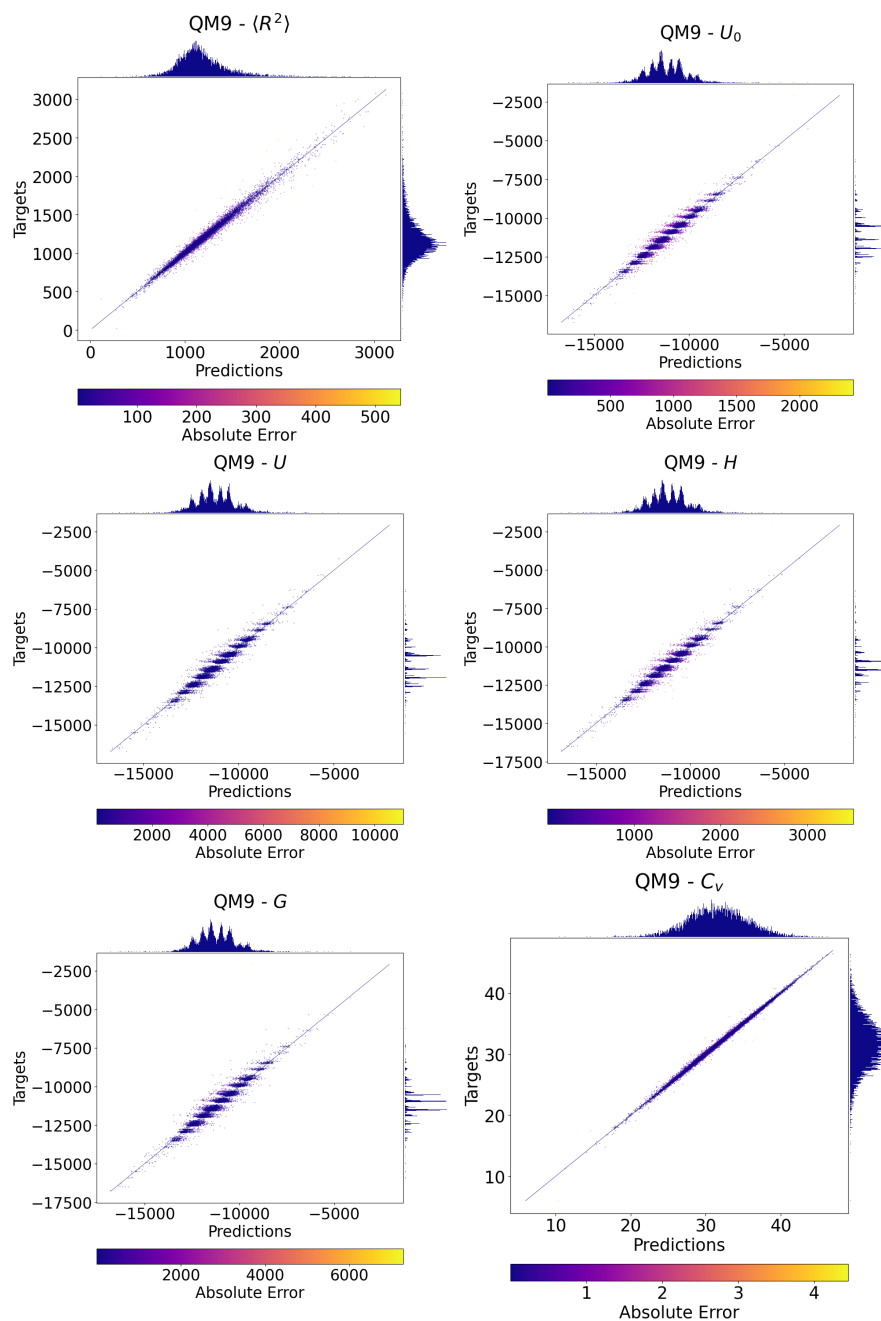 QM9 - ⟨R²⟩
Targets
3000
2500
2000
1500
1000
500
0
0 1000 2000 3000
Predictions
100 200 300 400 500
Absolute Error
QM9 - U₀
Targets
−2500
−5000
−7500
−10000
−12500
−15000
−15000 −10000 −5000
Predictions
500 1000 1500 2000
Absolute Error
QM9 - U
Targets
−2500
−5000
−7500
−10000
−12500
−15000
−15000 −10000 −5000
Predictions
2000 4000 6000 8000 10000
Absolute Error
QM9 - H
Targets
−2500
−5000
−7500
−10000
−12500
−15000
−17500
−15000 −10000 −5000
Predictions
1000 2000 3000
Absolute Error
QM9 - G
Targets
−2500
−5000
−7500
−10000
−12500
−15000
−17500
−15000 −10000 −5000
Predictions
2000 4000 6000
Absolute Error
QM9 - Cᵥ
Targets
40
30
20
10
10 20 30 40
Predictions
1 2 3 4
Absolute Error